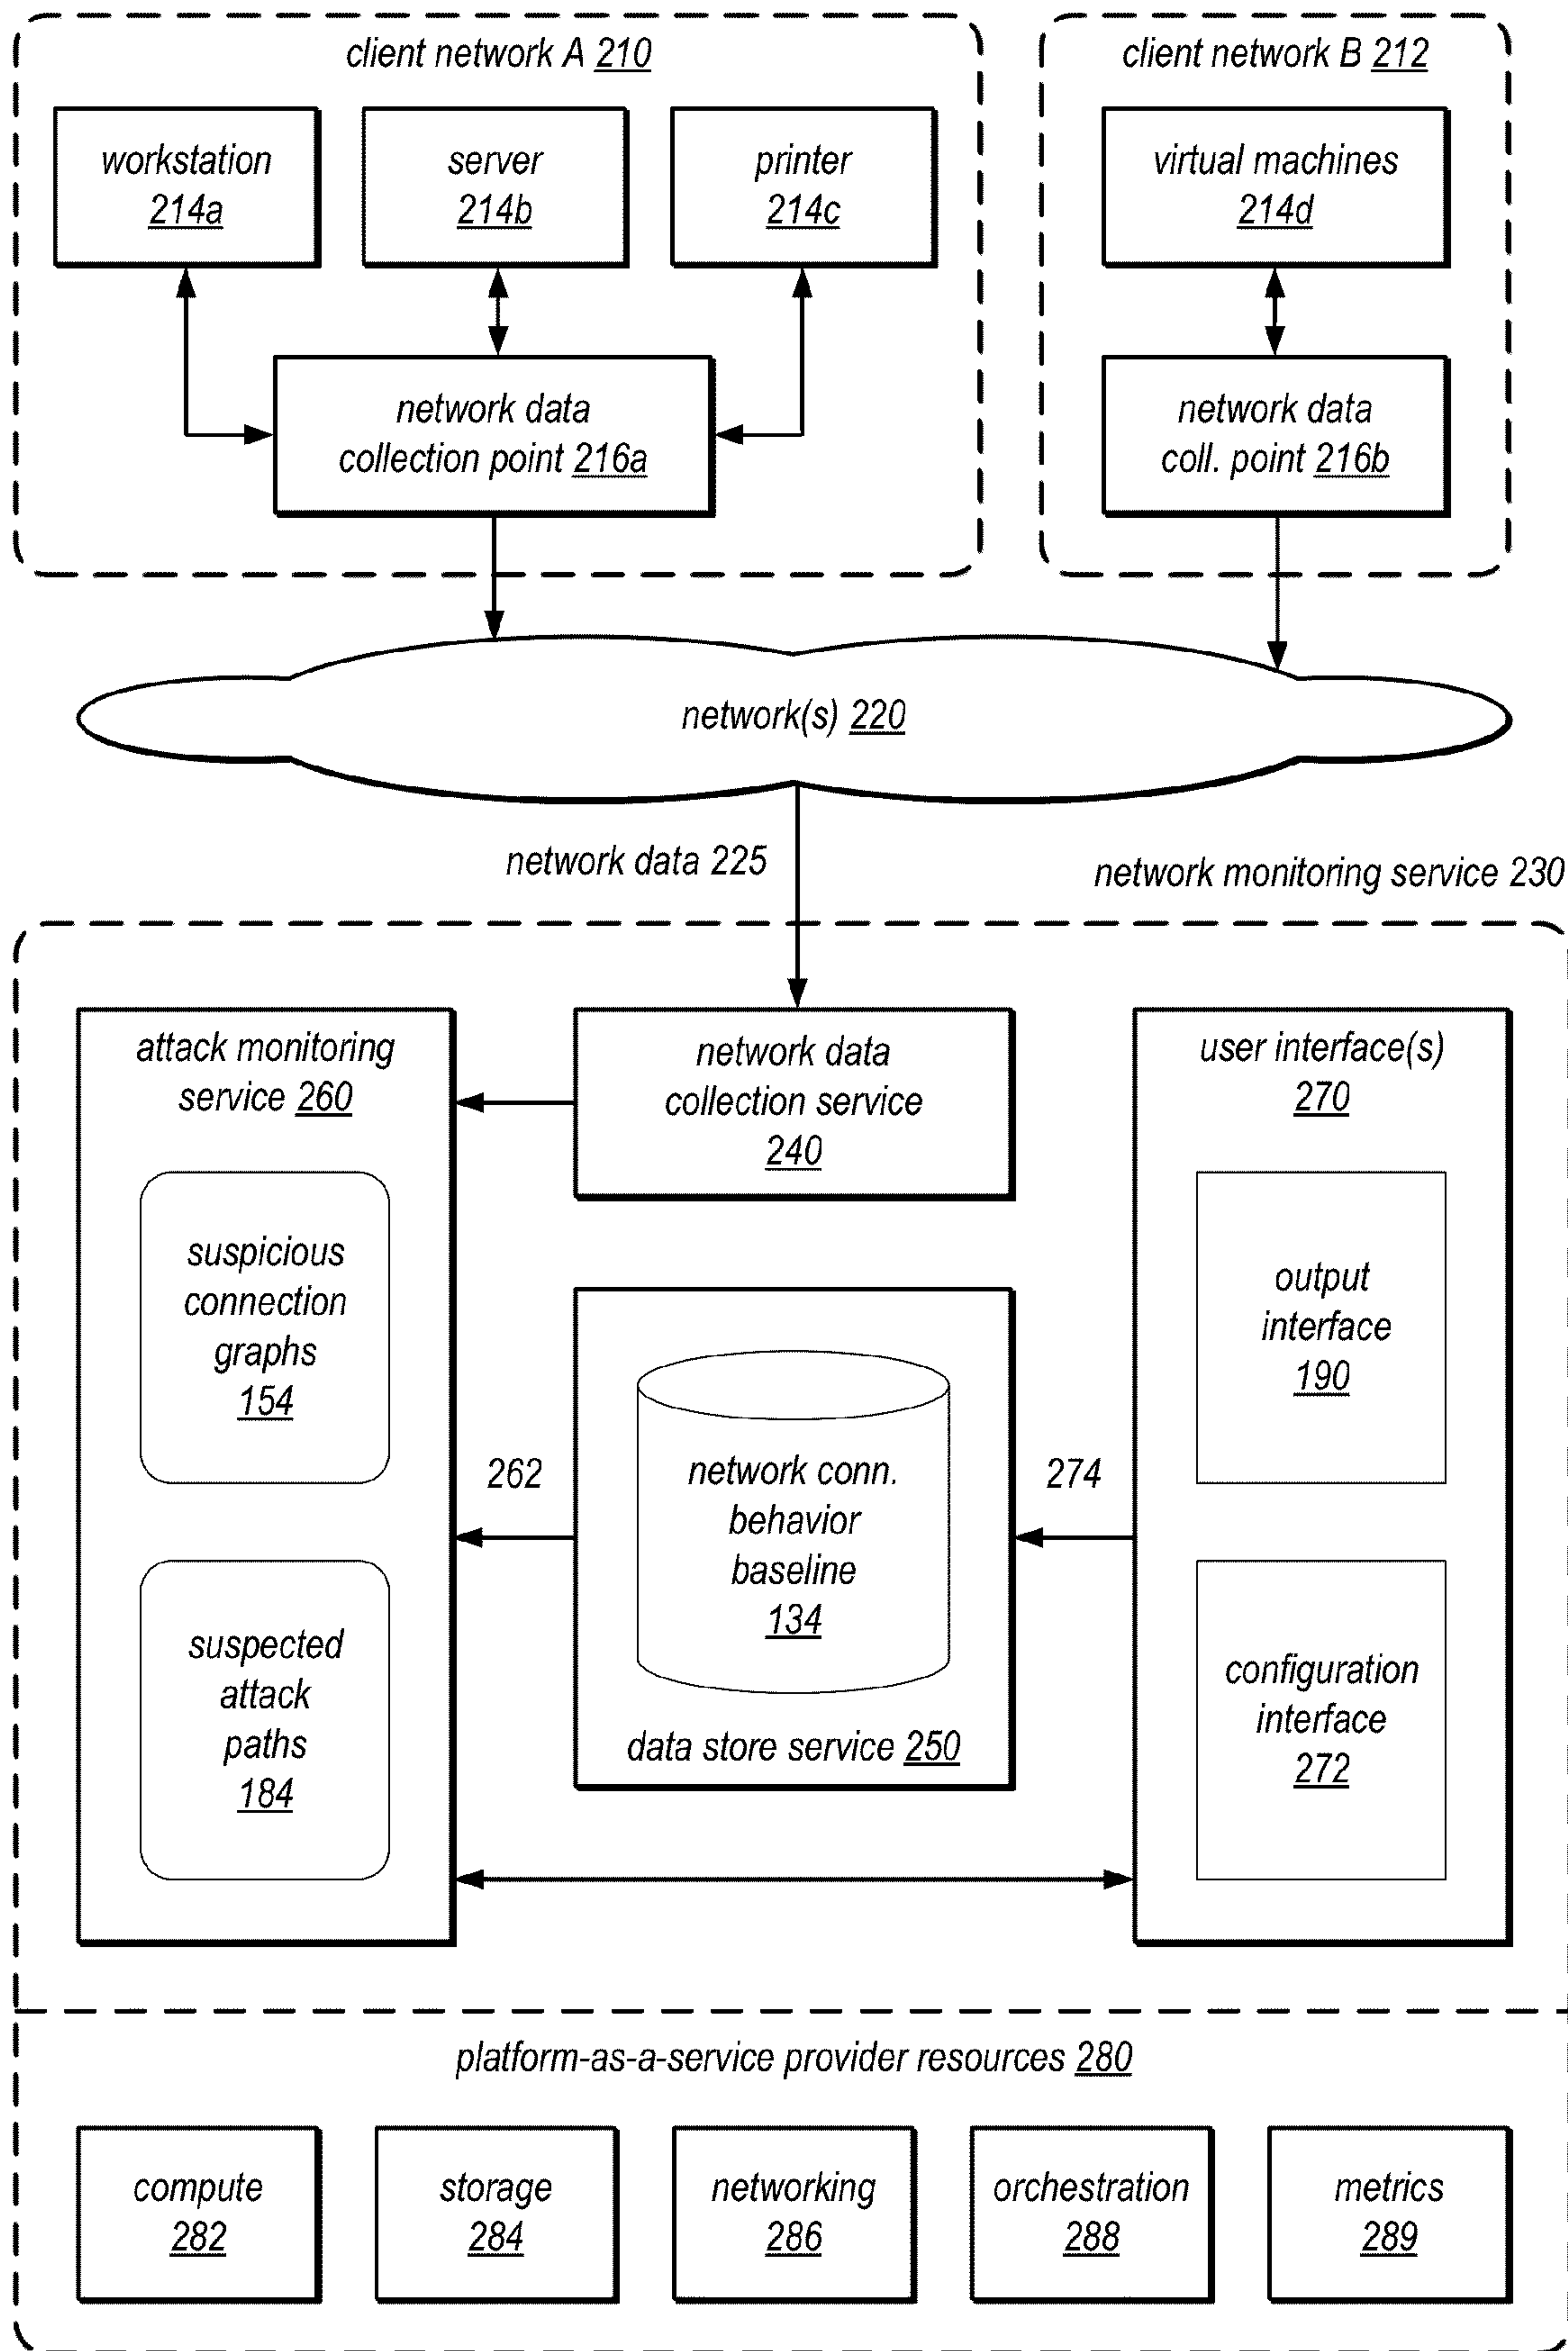 client network A 210
workstation
214a
server
214b
printer
214c
network data
collection point 216a
client network B 212
virtual machines
214d
network data
coll. point 216b
network(s) 220
network data 225
network monitoring service 230
attack monitoring
service 260
suspicious
connection
graphs
154
suspected
attack
paths
184
network data
collection service
240
262
network conn.
behavior
baseline
134
data store service 250
274
user interface(s)
270
output
interface
190
configuration
interface
272
platform-as-a-service provider resources 280
compute
282
storage
284
networking
286
orchestration
288
metrics
289